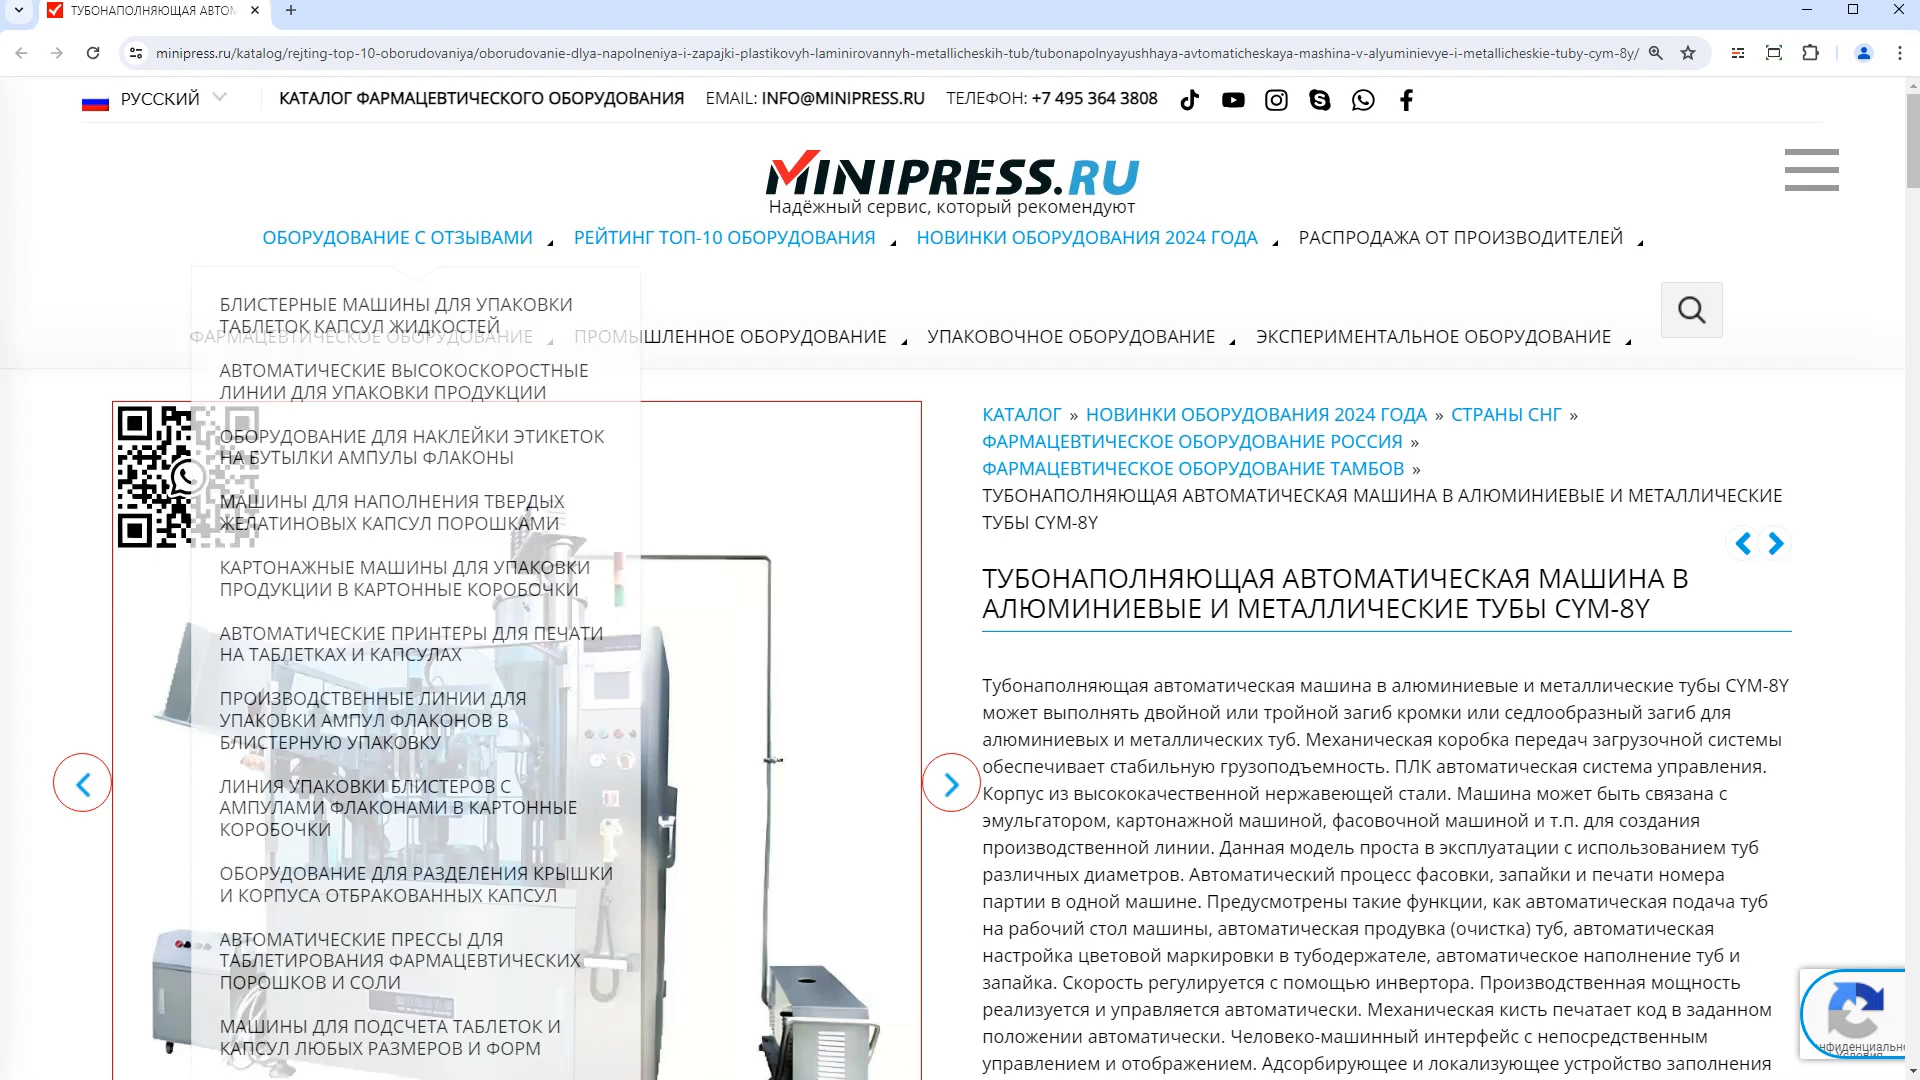 ТУБОНАПОЛНЯЮЩАЯ АВТОМ
minipress.ru/katalog/rejting-top-10-oborudovaniya/oborudovanie-dlya-napolneniya-i-zapajki-plastikovyh-laminirovannyh-metallicheskih-tub/tubonapolnyayushhaya-avtomaticheskaya-mashina-v-alyuminievye-i-metallicheskie-tuby-cym-8y/
РУССКИЙ
КАТАЛОГ ФАРМАЦЕВТИЧЕСКОГО ОБОРУДОВАНИЯ
EMAIL: INFO@MINIPRESS.RU
ТЕЛЕФОН: +7 495 364 3808
MINIPRESS.RU
Надёжный сервис, который рекомендуют
ОБОРУДОВАНИЕ С ОТЗЫВАМИ
РЕЙТИНГ ТОП-10 ОБОРУДОВАНИЯ
НОВИНКИ ОБОРУДОВАНИЯ 2024 ГОДА
РАСПРОДАЖА ОТ ПРОИЗВОДИТЕЛЕЙ
ФАРМАЦЕВТИЧЕСКОЕ ОБОРУДОВАНИЕ
ПРОМЫШЛЕННОЕ ОБОРУДОВАНИЕ
УПАКОВОЧНОЕ ОБОРУДОВАНИЕ
ЭКСПЕРИМЕНТАЛЬНОЕ ОБОРУДОВАНИЕ
БЛИСТЕРНЫЕ МАШИНЫ ДЛЯ УПАКОВКИ
ТАБЛЕТОК КАПСУЛ ЖИДКОСТЕЙ
АВТОМАТИЧЕСКИЕ ВЫСОКОСКОРОСТНЫЕ
ЛИНИИ ДЛЯ УПАКОВКИ ПРОДУКЦИИ
ОБОРУДОВАНИЕ ДЛЯ НАКЛЕЙКИ ЭТИКЕТОК
НА БУТЫЛКИ АМПУЛЫ ФЛАКОНЫ
МАШИНЫ ДЛЯ НАПОЛНЕНИЯ ТВЕРДЫХ
ЖЕЛАТИНОВЫХ КАПСУЛ ПОРОШКАМИ
КАРТОНАЖНЫЕ МАШИНЫ ДЛЯ УПАКОВКИ
ПРОДУКЦИИ В КАРТОННЫЕ КОРОБОЧКИ
АВТОМАТИЧЕСКИЕ ПРИНТЕРЫ ДЛЯ ПЕЧАТИ
НА ТАБЛЕТКАХ И КАПСУЛАХ
ПРОИЗВОДСТВЕННЫЕ ЛИНИИ ДЛЯ
УПАКОВКИ АМПУЛ ФЛАКОНОВ В
БЛИСТЕРНУЮ УПАКОВКУ
ЛИНИЯ УПАКОВКИ БЛИСТЕРОВ С
АМПУЛАМИ ФЛАКОНАМИ В КАРТОННЫЕ
КОРОБОЧКИ
ОБОРУДОВАНИЕ ДЛЯ РАЗДЕЛЕНИЯ КРЫШКИ
И КОРПУСА ОТБРАКОВАННЫХ КАПСУЛ
АВТОМАТИЧЕСКИЕ ПРЕССЫ ДЛЯ
ТАБЛЕТИРОВАНИЯ ФАРМАЦЕВТИЧЕСКИХ
ПОРОШКОВ И СОЛИ
МАШИНЫ ДЛЯ ПОДСЧЕТА ТАБЛЕТОК И
КАПСУЛ ЛЮБЫХ РАЗМЕРОВ И ФОРМ
КАТАЛОГ » НОВИНКИ ОБОРУДОВАНИЯ 2024 ГОДА » СТРАНЫ СНГ »
ФАРМАЦЕВТИЧЕСКОЕ ОБОРУДОВАНИЕ РОССИЯ »
ФАРМАЦЕВТИЧЕСКОЕ ОБОРУДОВАНИЕ ТАМБОВ »
ТУБОНАПОЛНЯЮЩАЯ АВТОМАТИЧЕСКАЯ МАШИНА В АЛЮМИНИЕВЫЕ И МЕТАЛЛИЧЕСКИЕ
ТУБЫ CYM-8Y
ТУБОНАПОЛНЯЮЩАЯ АВТОМАТИЧЕСКАЯ МАШИНА В
АЛЮМИНИЕВЫЕ И МЕТАЛЛИЧЕСКИЕ ТУБЫ CYM-8Y
Тубонаполняющая автоматическая машина в алюминиевые и металлические тубы CYM-8Y
может выполнять двойной или тройной загиб кромки или седлообразный загиб для
алюминиевых и металлических туб. Механическая коробка передач загрузочной системы
обеспечивает стабильную грузоподъемность. ПЛК автоматическая система управления.
Корпус из высококачественной нержавеющей стали. Машина может быть связана с
эмульгатором, картонажной машиной, фасовочной машиной и т.п. для создания
производственной линии. Данная модель проста в эксплуатации с использованием туб
различных диаметров. Автоматический процесс фасовки, запайки и печати номера
партии в одной машине. Предусмотрены такие функции, как автоматическая подача туб
на рабочий стол машины, автоматическая продувка (очистка) туб, автоматическая
настройка цветовой маркировки в тубодержателе, автоматическое наполнение туб и
запайка. Скорость регулируется с помощью инвертора. Производственная мощность
реализуется и управляется автоматически. Механическая кисть печатает код в заданном
положении автоматически. Человеко-машинный интерфейс с непосредственным
управлением и отображением. Адсорбирующее и локализующее устройство заполнения
нфиденциальн